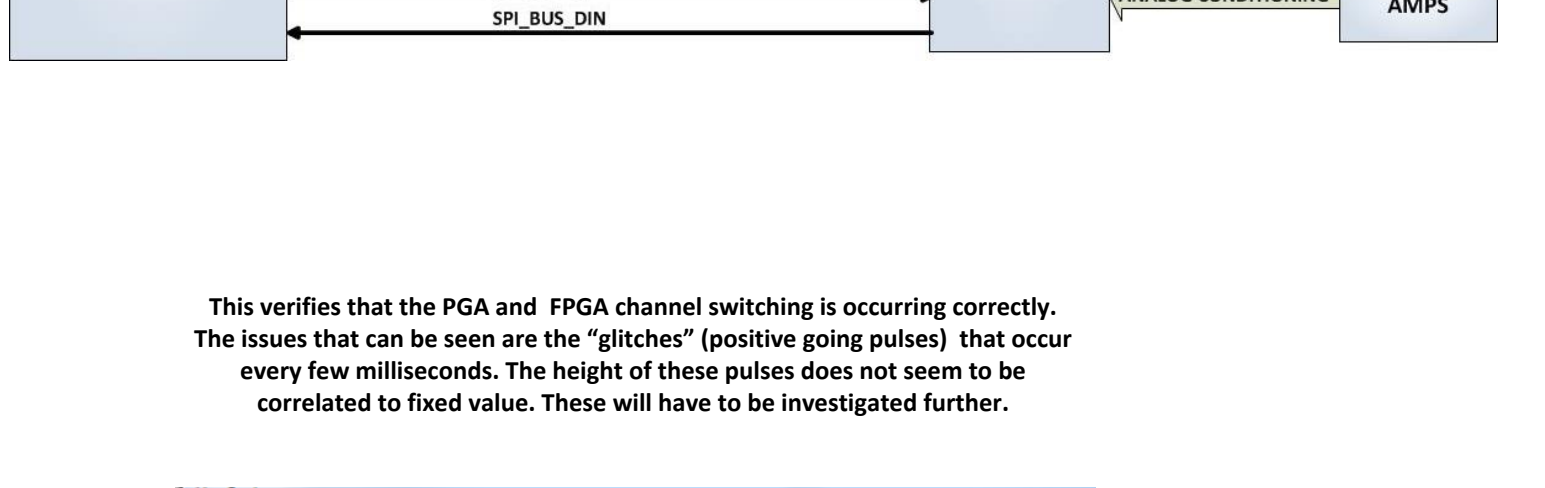 SPI_BUS_DIN
ANALOG CONDITIONING
AMPS
This verifies that the PGA and  FPGA channel switching is occurring correctly.
The issues that can be seen are the “glitches” (positive going pulses)  that occur
every few milliseconds. The height of these pulses does not seem to be
correlated to fixed value. These will have to be investigated further.